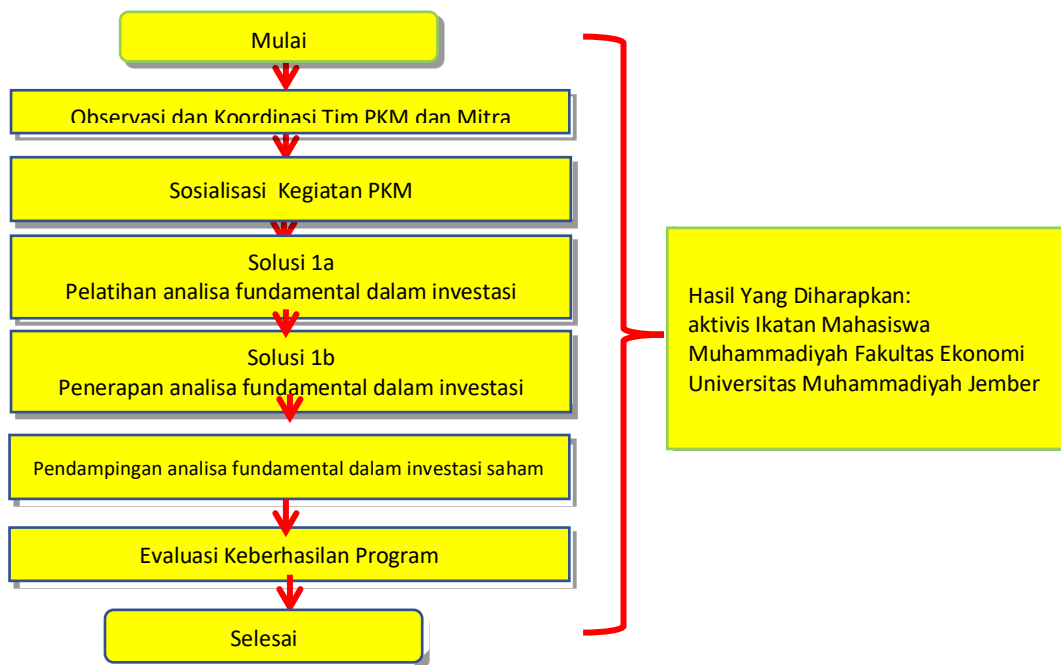 Mulai
Observasi dan Koordinasi Tim PKM dan Mitra
Sosialisasi Kegiatan PKM
Solusi 1a
Pelatihan analisa fundamental dalam investasi
Solusi 1b
Penerapan analisa fundamental dalam investasi
Pendampingan analisa fundamental dalam investasi saham
Evaluasi Keberhasilan Program
Selesai
Hasil Yang Diharapkan:
aktivis Ikatan Mahasiswa
Muhammadiyah Fakultas Ekonomi
Universitas Muhammadiyah Jember